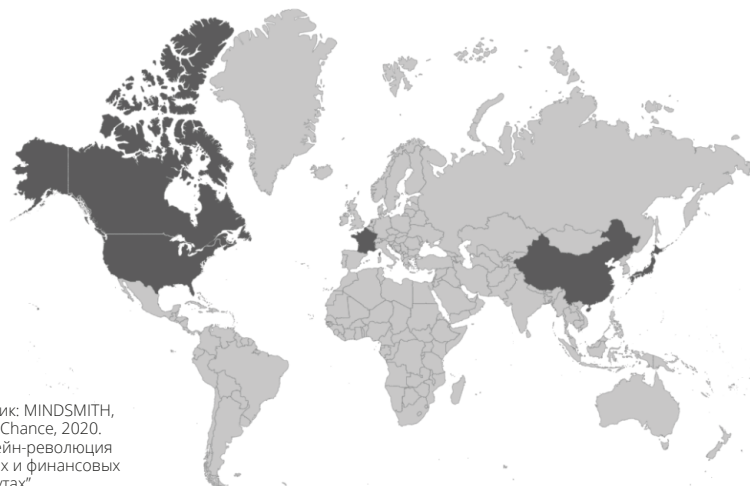 ик: MINDSMITH,
Chance, 2020.
ейн-революция
х и финансовых
утах”